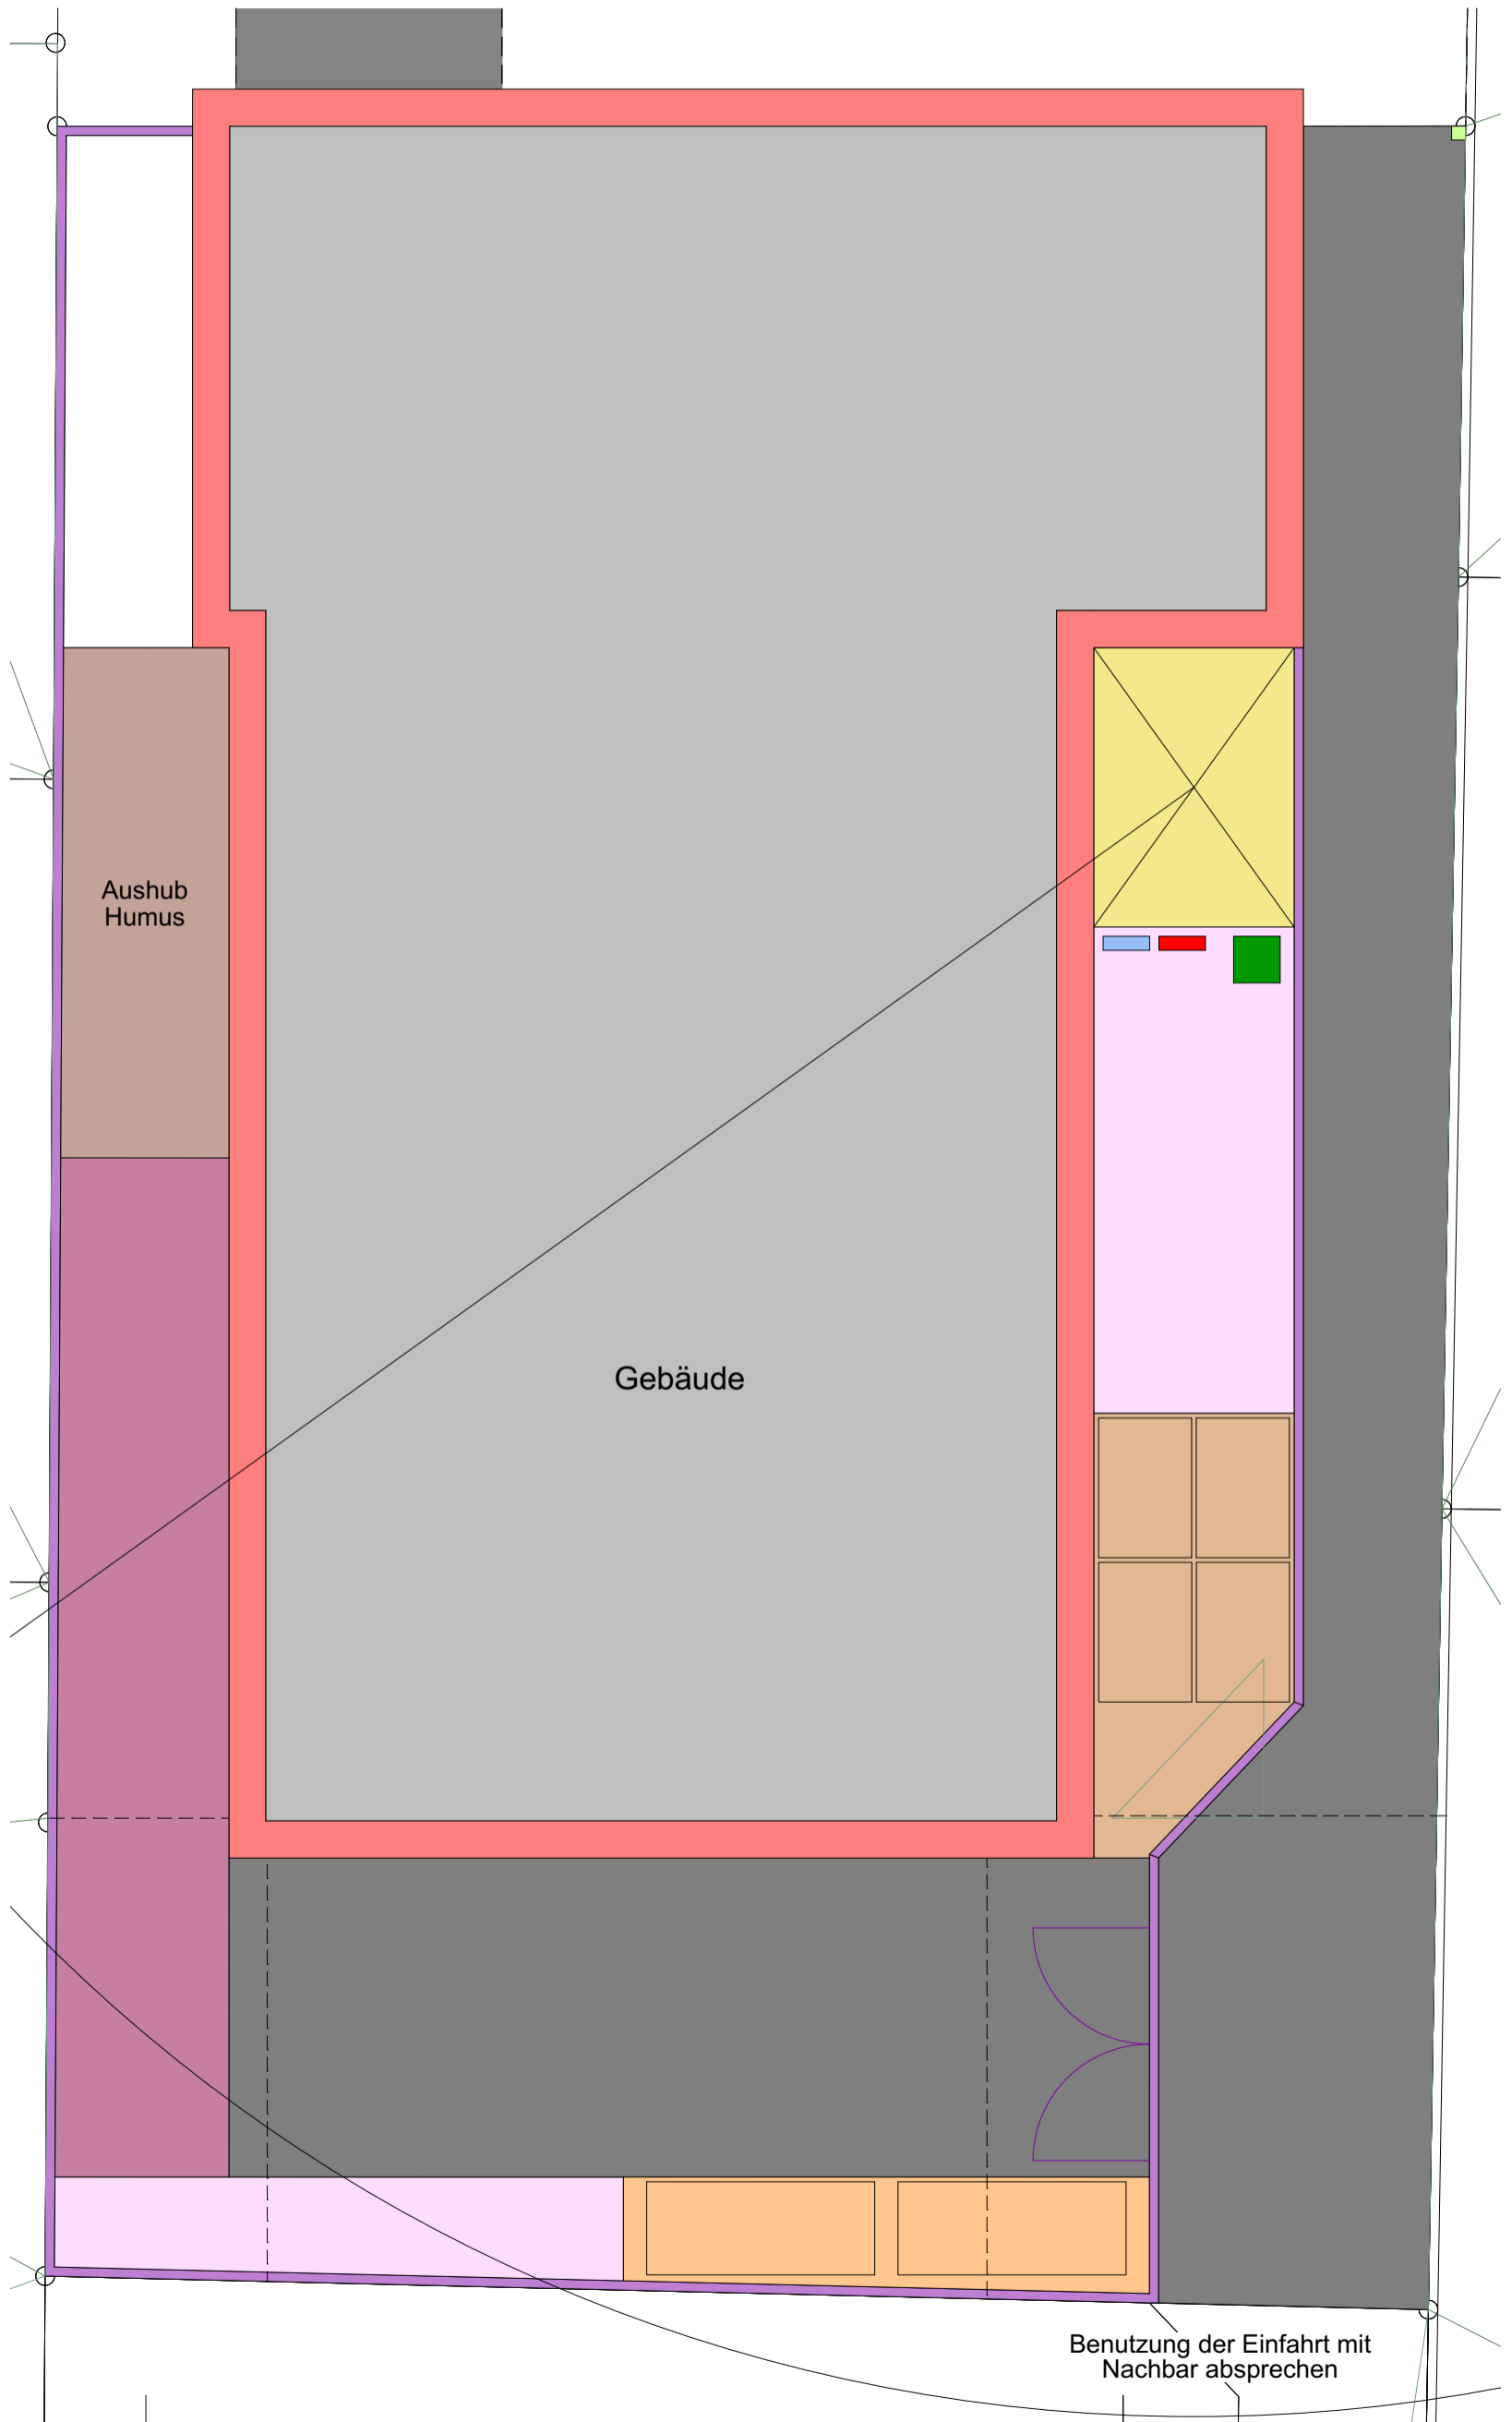 Aushub
Humus
Gebäude
Benutzung der Einfahrt mit
Nachbar absprechen